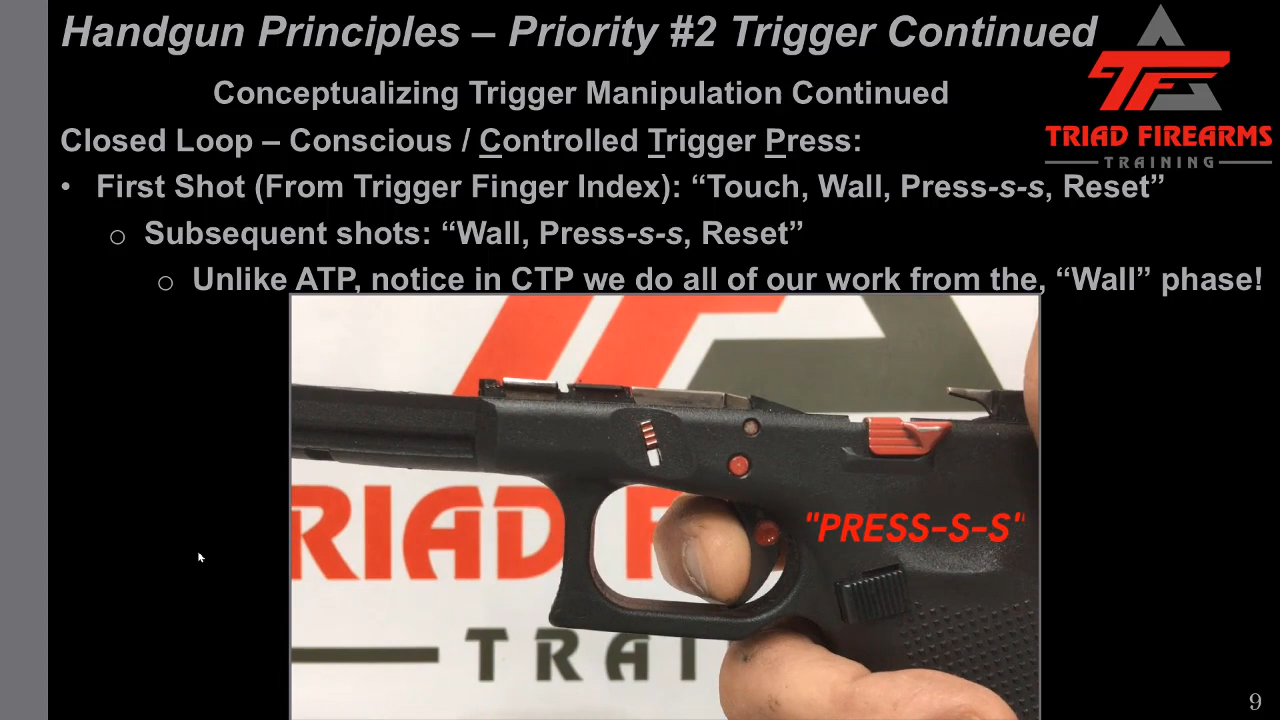 Handgun Principles – Priority #2 Trigger Continued
Conceptualizing Trigger Manipulation Continued
TRIAD FIREARMS
TRAINING
Closed Loop – Conscious / Controlled Trigger Press:
• First Shot (From Trigger Finger Index): “Touch, Wall, Press-s-s, Reset”
o Subsequent shots: “Wall, Press-s-s, Reset”
o Unlike ATP, notice in CTP we do all of our work from the, “Wall” phase!
"PRESS-S-S"
RIAD F
TRAI
9